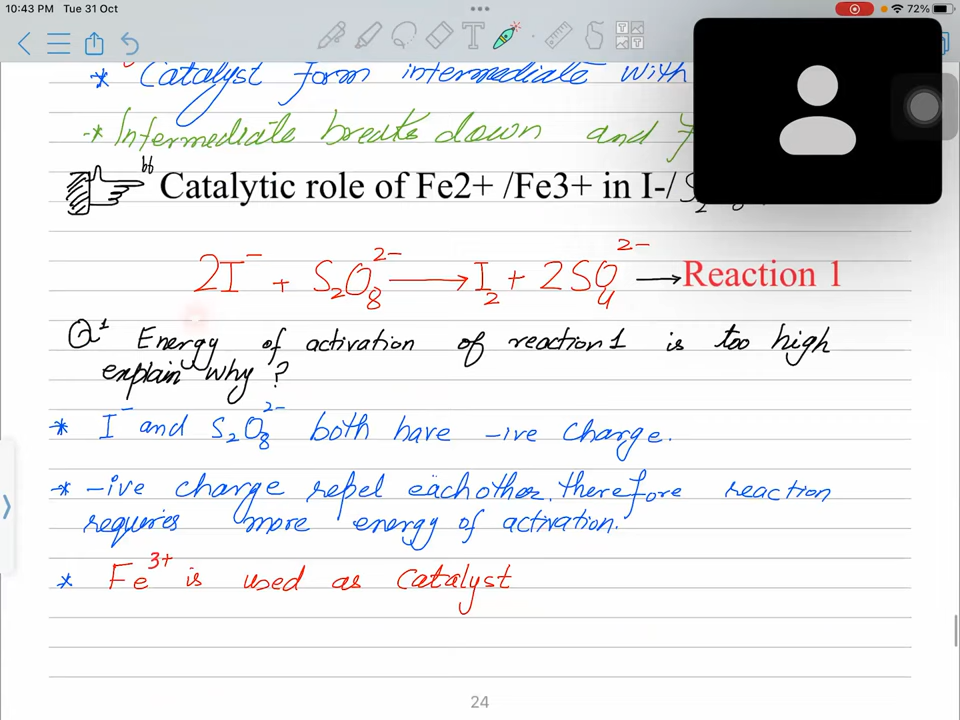 10:43 PM Tue 31 Oct
72%
* Catalyst form intermediate with
* Intermediate breaks down and
Catalytic role of Fe2+ /Fe3+ in I-/
2I⁻ + S₂O₈²⁻ ⟶ I₂ + 2SO₄²⁻ ⟶ Reaction 1
Q1 Energy of activation of reaction 1 is too high
explain why?
* I⁻ and S₂O₈²⁻ both have -ive charge.
* -ive charge repel eachother. therefore reaction
requires more energy of activation.
* Fe³⁺ is used as catalyst
24